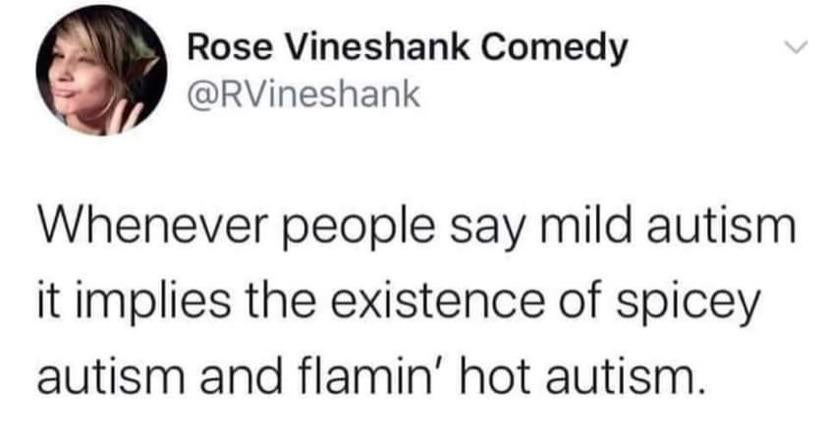 Rose Vineshank Comedy
@RVineshank
Whenever people say mild autism
it implies the existence of spicey
autism and flamin' hot autism.